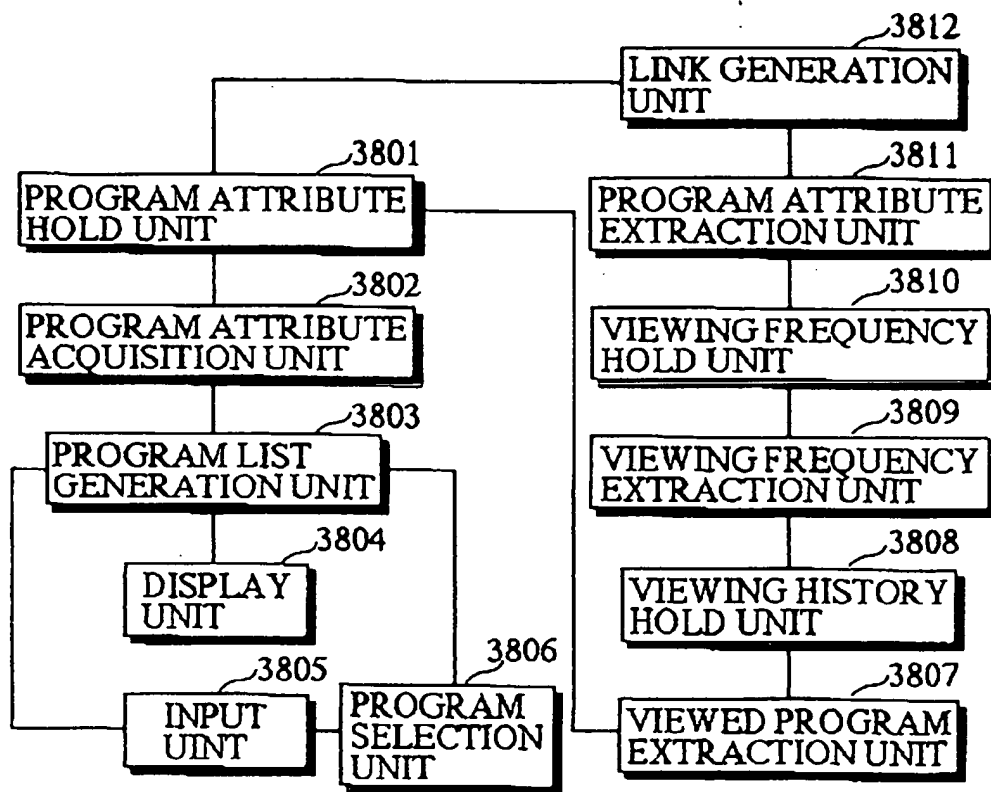 3812
LINK GENERATION
UNIT
3801
PROGRAM ATTRIBUTE
HOLD UNIT
3811
PROGRAM ATTRIBUTE
EXTRACTION UNIT
3802
PROGRAM ATTRIBUTE
ACQUISITION UNIT
3810
VIEWING FREQUENCY
HOLD UNIT
3803
PROGRAM LIST
GENERATION UNIT
3809
VIEWING FREQUENCY
EXTRACTION UNIT
3804
DISPLAY
UNIT
3808
VIEWING HISTORY
HOLD UNIT
3805
INPUT
UINT
3806
PROGRAM
SELECTION
UNIT
3807
VIEWED PROGRAM
EXTRACTION UNIT